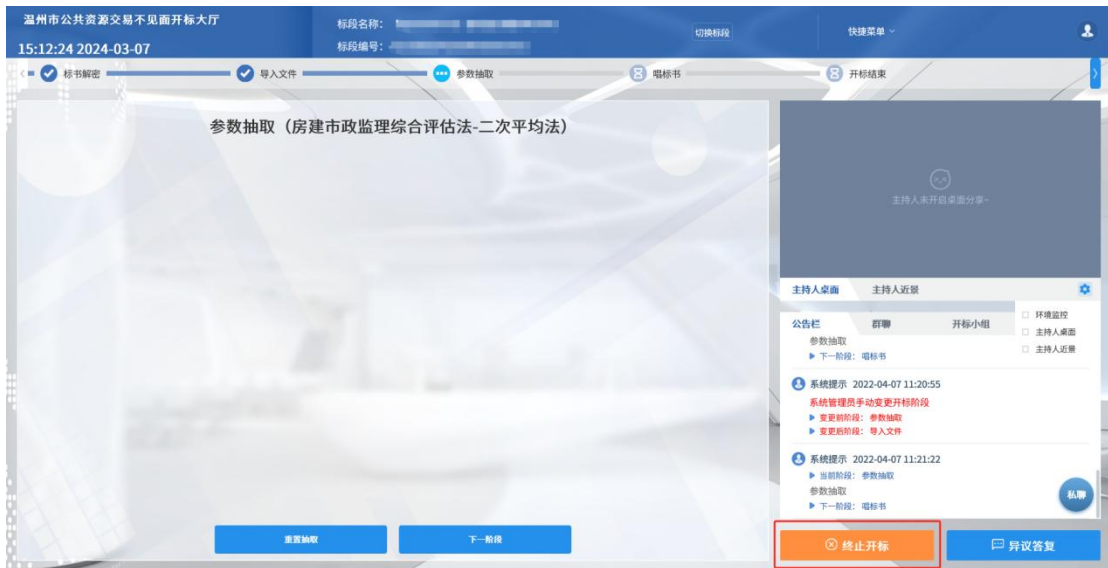 温州市公共资源交易不见面开标大厅
15:12:24 2024-03-07
标段名称：
标段编号：
切换标段
快捷菜单
标书解密
导入文件
参数抽取
唱标书
开标结束
参数抽取（房建市政监理综合评估法-二次平均法）
主持人未开启桌面分享~
主持人桌面 主持人近景
环境监控
主持人桌面
主持人近景
公告栏 群聊 开标小组
参数抽取
下一阶段： 唱标书
系统提示 2022-04-07 11:20:55
系统管理员手动变更开标阶段
变更前阶段： 参数抽取
变更后阶段： 导入文件
系统提示 2022-04-07 11:21:22
当前阶段： 参数抽取
参数抽取
下一阶段： 唱标书
私聊
重置抽取
下一阶段
终止开标
异议答复